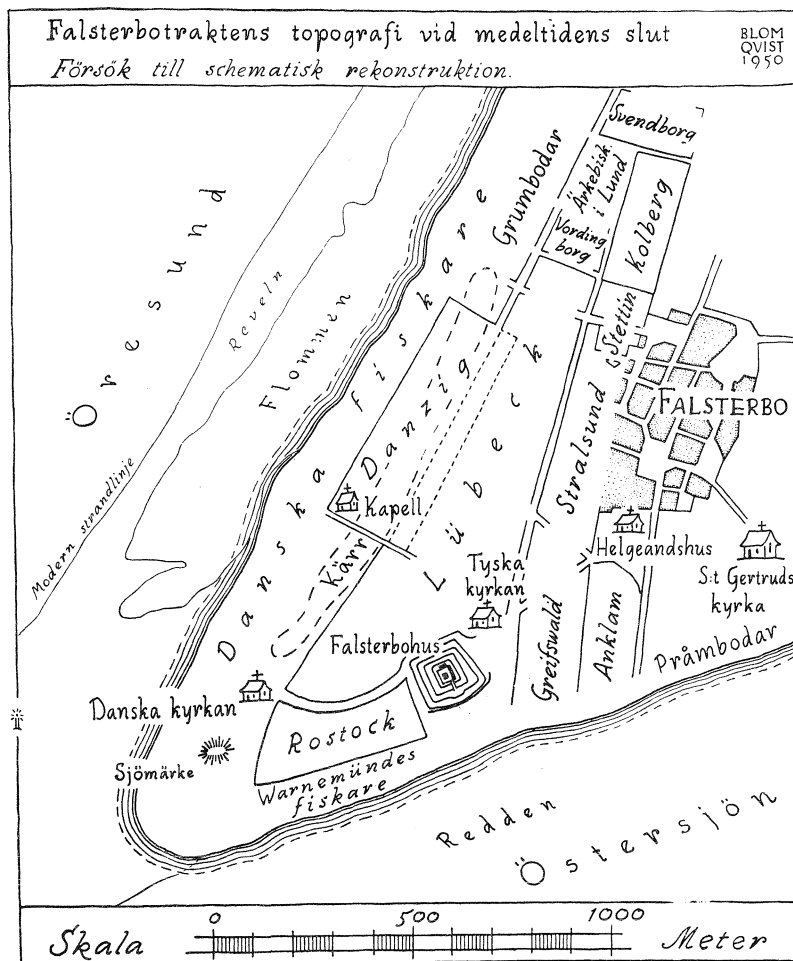 Falsterbotraktens topografi vid medeltidens slut
Försök till schematisk rekonstruktion.
BLOM
QVIST
1950
Svendborg
Ärkebisk.
i Lund
Grumbodar
Kolberg
Vording
borg
Öresund
Reveln
Flommen
Danska fiskare
Stettin
Danzig
Lübeck
FALSTERBO
Stralsund
Modern strandlinje
Kapell
Kärr
Helgeandshus
Tyska
kyrkan
S:t Gertruds
kyrka
Greifswald
Anklam
Falsterbohus
Pråmbodar
Danska kyrkan
Rostock
Sjömärke
Warnemündes
fiskare
Redden
Östersjön
0 500 1000
Skala Meter